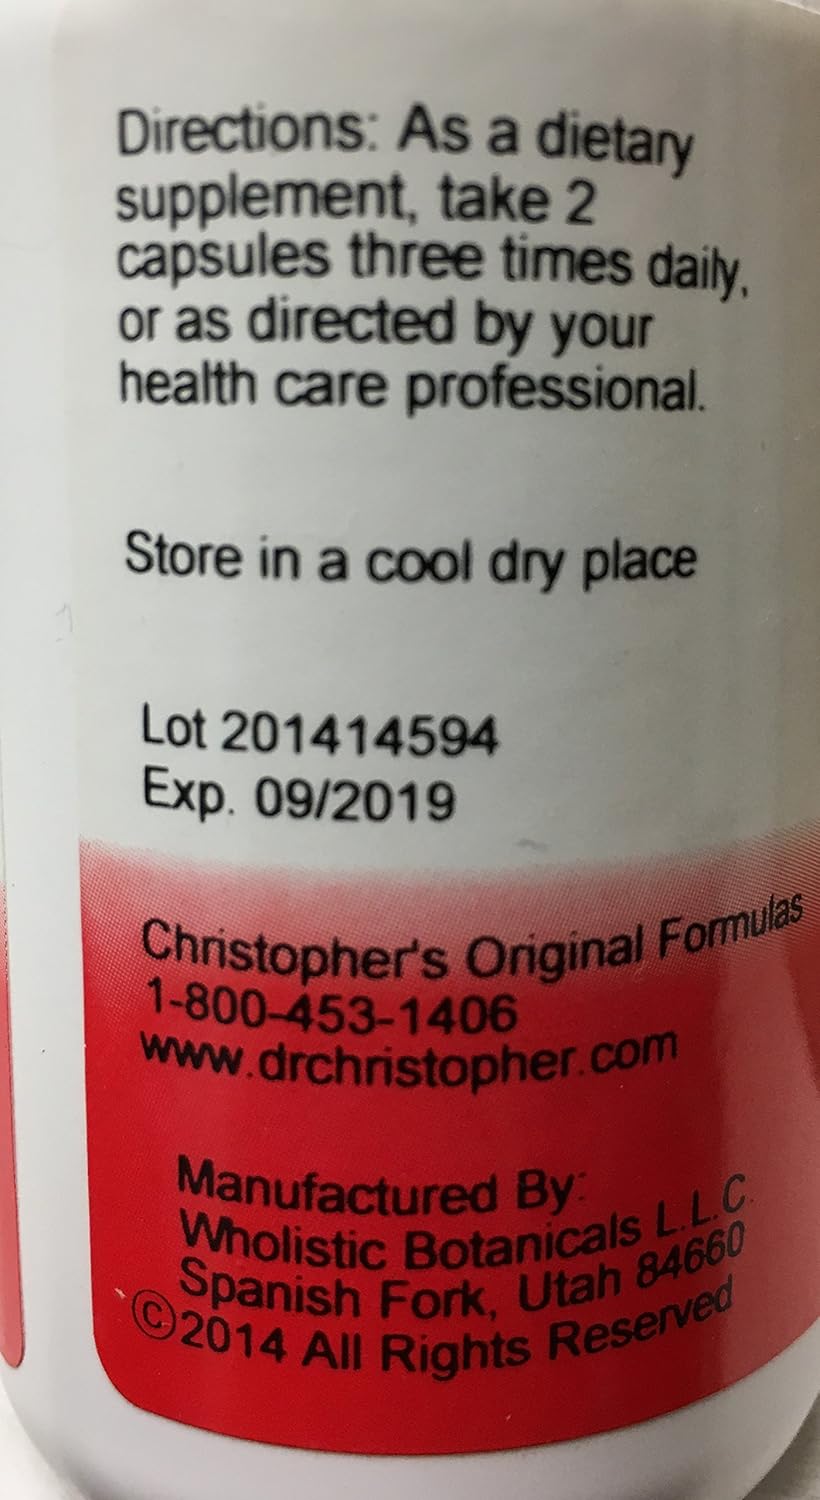 Directions: As a dietary
supplement, take 2
capsules three times daily,
or as directed by your
health care professional.
Store in a cool dry place
Lot 201414594
Exp. 09/2019
Christopher's Original Formulas
1-800-453-1406
www.drchristopher.com
Manufactured By:
Wholistic Botanicals L.L.C.
Spanish Fork, Utah 84660
©2014 All Rights Reserved